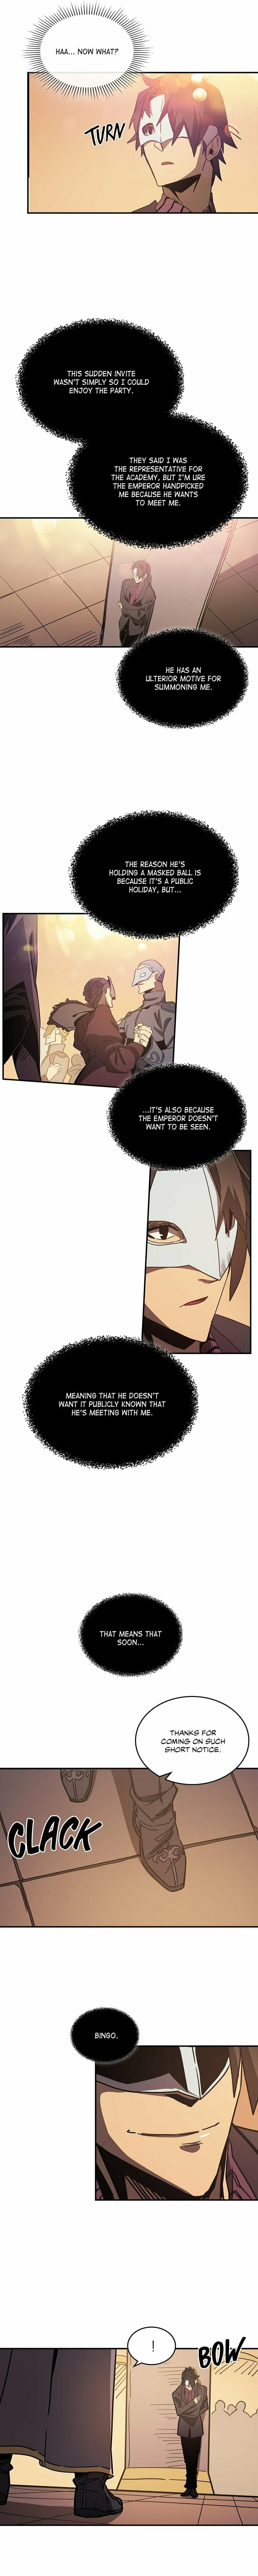 HAA... NOW WHAT?
TURN
THIS SUDDEN INVITE
WASN'T SIMPLY SO I COULD
ENJOY THE PARTY.
THEY SAID I WAS
THE REPRESENTATIVE FOR
THE ACADEMY, BUT I'M URE
THE EMPEROR HANDPICKED
ME BECAUSE HE WANTS
TO MEET ME.
HE HAS AN
ULTERIOR MOTIVE FOR
SUMMONING ME.
THE REASON HE'S
HOLDING A MASKED BALL IS
BECAUSE IT'S A PUBLIC
HOLIDAY, BUT...
...IT'S ALSO BECAUSE
THE EMPEROR DOESN'T
WANT TO BE SEEN.
MEANING THAT HE DOESN'T
WANT IT PUBLICLY KNOWN THAT
HE'S MEETING WITH ME.
THAT MEANS THAT
SOON...
THANKS FOR
COMING ON SUCH
SHORT NOTICE.
CLACK
BINGO.
!
BOW